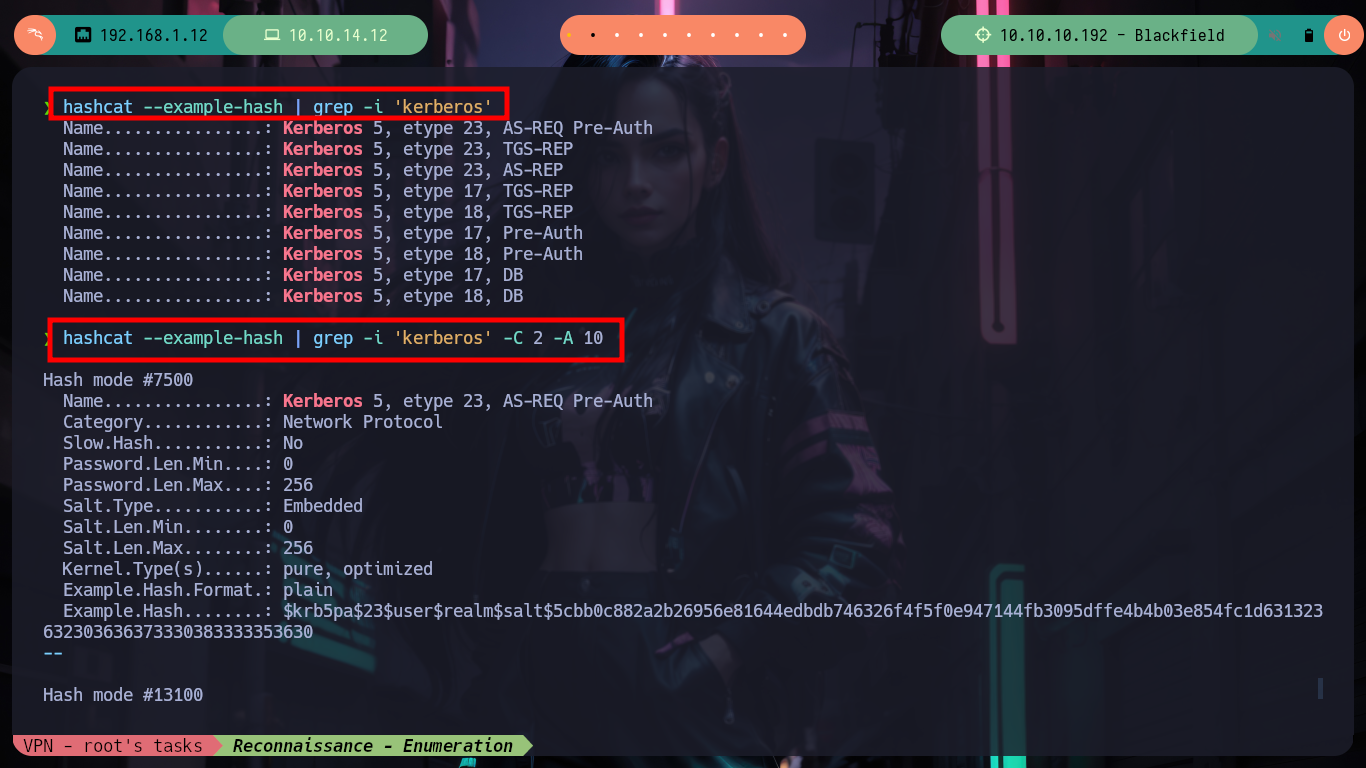 192.168.1.12 10.10.14.12 10.10.10.192 - Blackfield
❯ hashcat --example-hash | grep -i 'kerberos'
Name................: Kerberos 5, etype 23, AS-REQ Pre-Auth
Name................: Kerberos 5, etype 23, TGS-REP
Name................: Kerberos 5, etype 23, AS-REP
Name................: Kerberos 5, etype 17, TGS-REP
Name................: Kerberos 5, etype 18, TGS-REP
Name................: Kerberos 5, etype 17, Pre-Auth
Name................: Kerberos 5, etype 18, Pre-Auth
Name................: Kerberos 5, etype 17, DB
Name................: Kerberos 5, etype 18, DB
❯ hashcat --example-hash | grep -i 'kerberos' -C 2 -A 10
Hash mode #7500
Name................: Kerberos 5, etype 23, AS-REQ Pre-Auth
Category............: Network Protocol
Slow.Hash...........: No
Password.Len.Min....: 0
Password.Len.Max....: 256
Salt.Type...........: Embedded
Salt.Len.Min........: 0
Salt.Len.Max........: 256
Kernel.Type(s)......: pure, optimized
Example.Hash.Format.: plain
Example.Hash........: $krb5pa$23$user$realm$salt$5cbb0c882a2b26956e81644edbdb746326f4f5f0e947144fb3095dffe4b4b03e854fc1d631323
6323036363733330383333353630
--
Hash mode #13100
VPN - root's tasks Reconnaissance - Enumeration